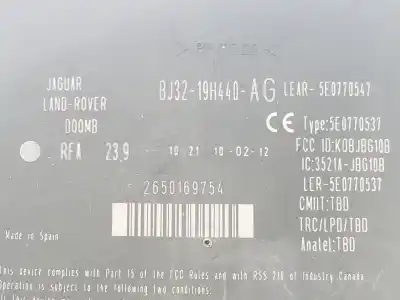 JAGUAR
LAND-ROVER
DOOMB
BJ32-19H440-AG
LEAR-5E0770547
CE
Type:5E0770537
FCC ID:KOBJBG10B
IC:3521A-JBG10B
LER-5E0770537
CMIIT:TBD
TRC/LPD/TBD
Anatel:TBD
RFA 23.9 - 10 21 10-02-12
2650169754
Made in Spain
This device complies with Part 15 of the FCC Rules and with RSS 210 of Industry Canada.
Operation is subject to the following two conditions: